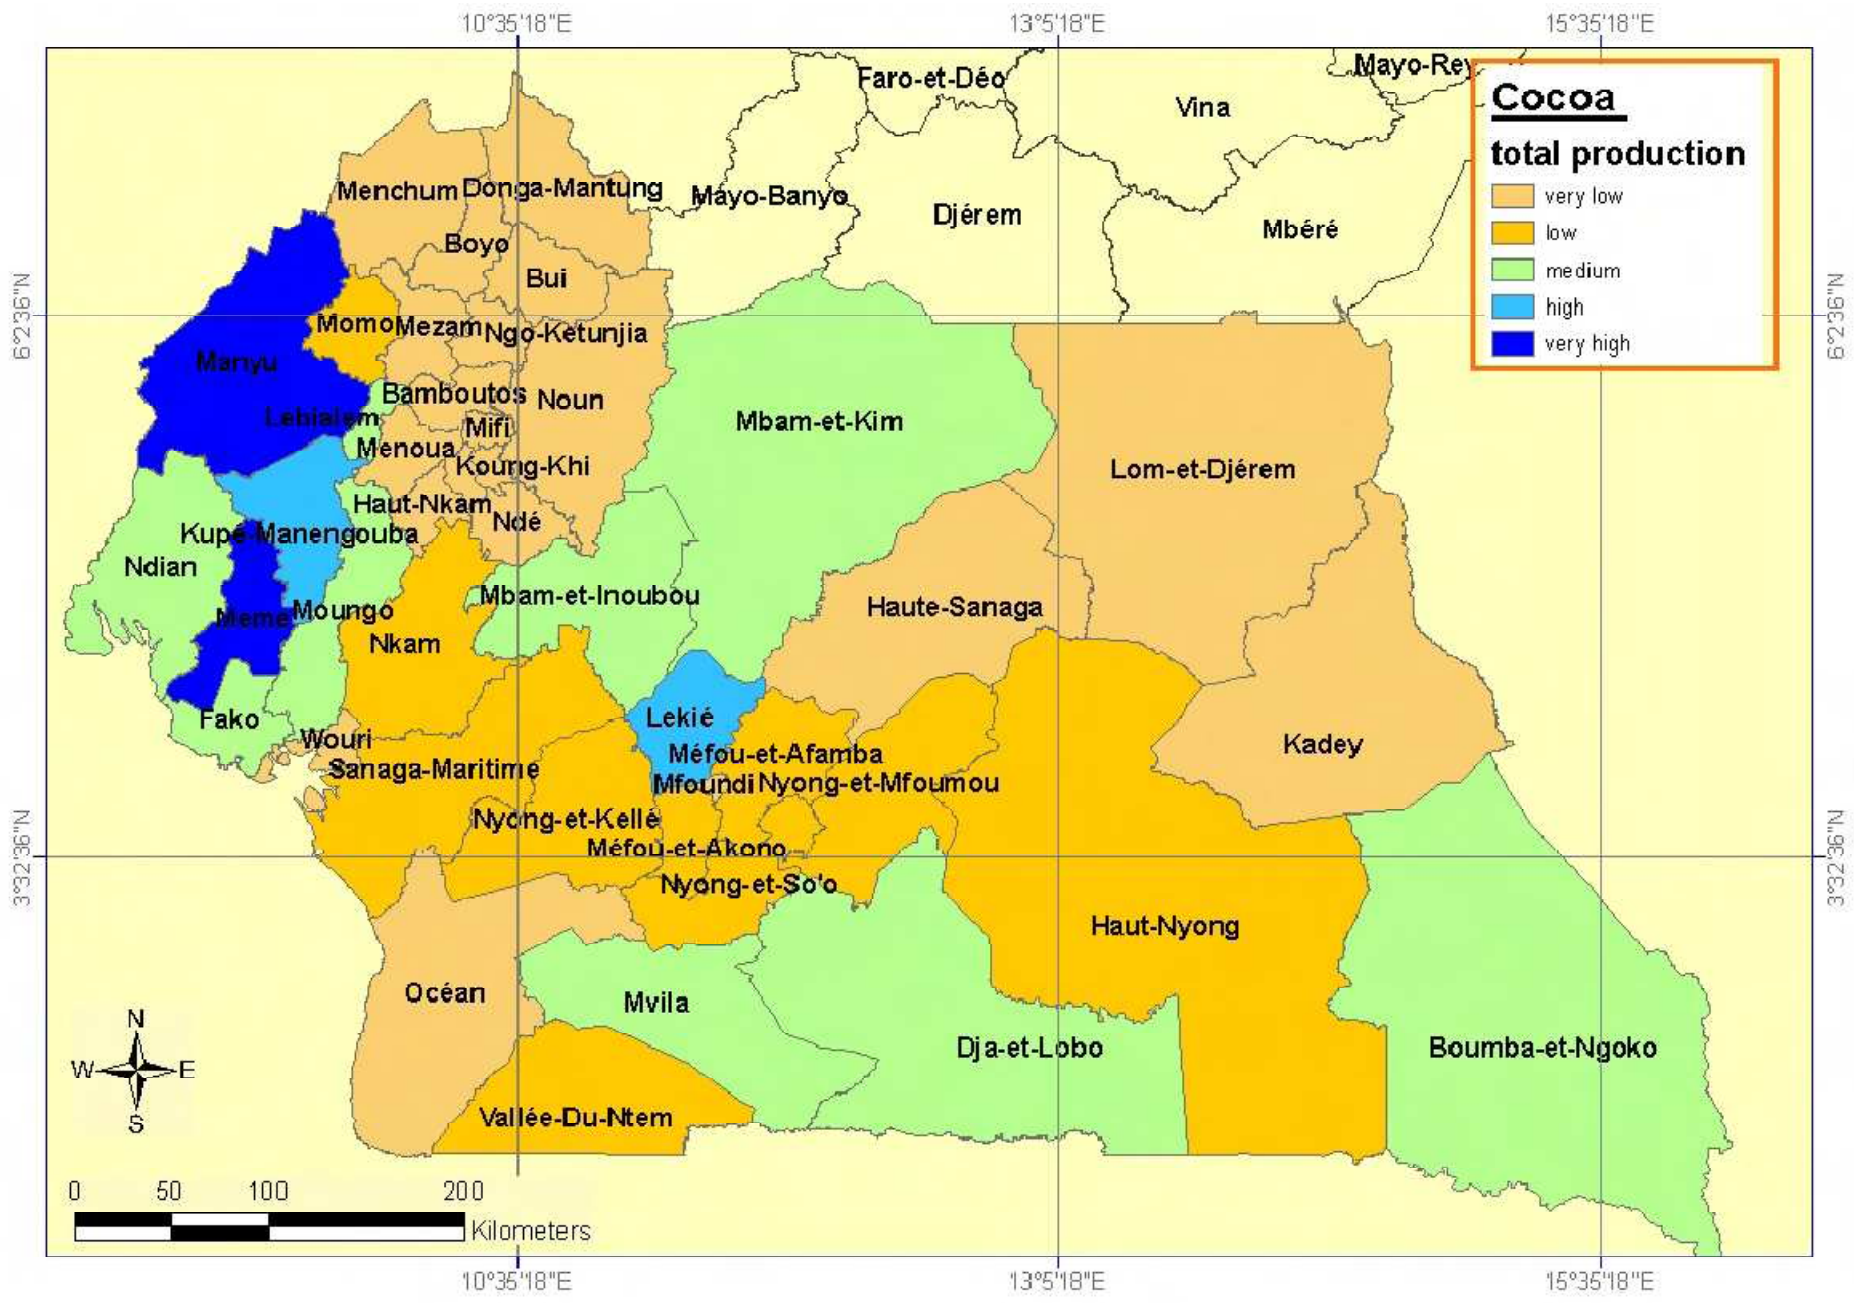 10°35'18"E 13°5'18"E 15°35'18"E
Faro-et-Déo
Mayo-Rey
Vina
Cocoa
total production
very low
low
medium
high
very high
Menchum
Donga-Mantung
Mayo-Banyo
Djérem
Mbéré
Boyo
Bui
6°2'36"N
6°2'36"N
Momo
Mezam
Ngo-Ketunjia
Manyu
Bamboutos
Noun
Lebialem
Mifi
Mbam-et-Kim
Menoua
Koung-Khi
Lom-et-Djérem
Haut-Nkam
Ndé
Kupé-Manengouba
Ndian
Mbam-et-Inoubou
Haute-Sanaga
Meme
Moungo
Nkam
Fako
Lekié
Wouri
Kadey
Méfou-et-Afamba
Sanaga-Maritime
Mfoundi
Nyong-et-Mfoumou
Nyong-et-Kellé
Méfou-et-Akono
3°32'36"N
3°32'36"N
Nyong-et-So'o
Haut-Nyong
Océan
Mvila
Dja-et-Lobo
Boumba-et-Ngoko
N
W E
S
Vallée-Du-Ntem
0 50 100 200
Kilometers
10°35'18"E 13°5'18"E 15°35'18"E